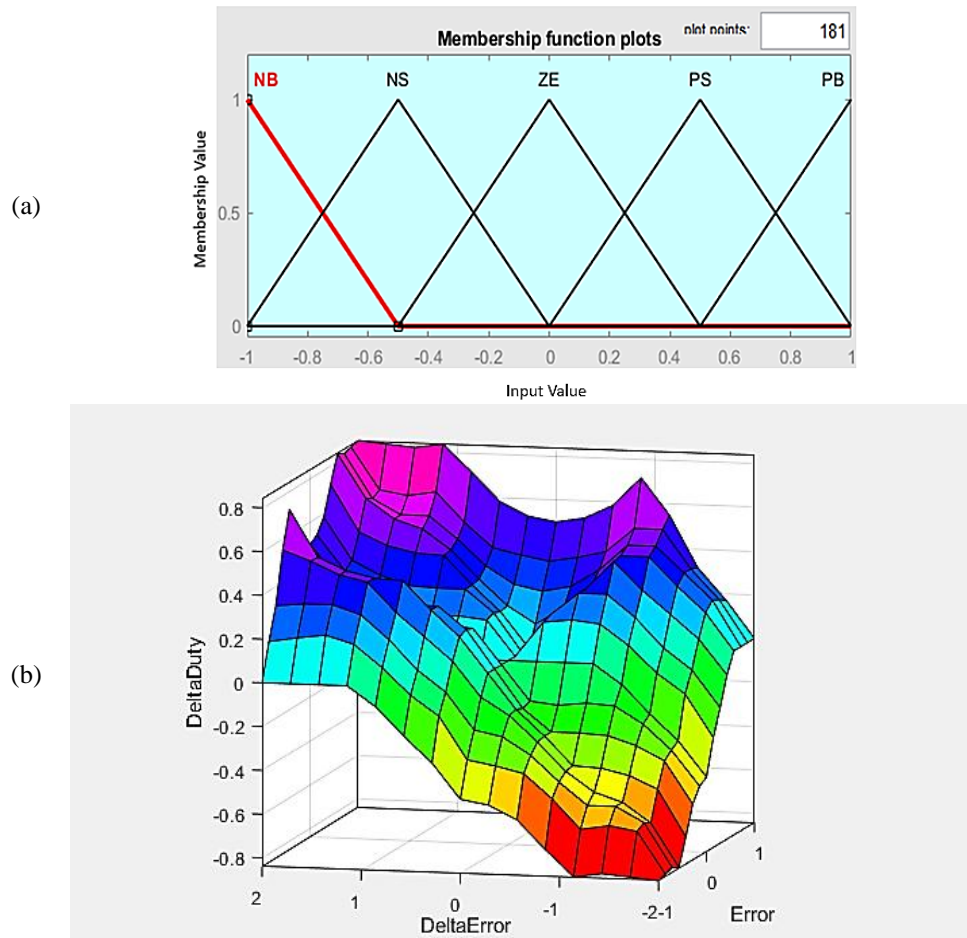 (a)
Membership function plots
plot points:
181
NB
NS
ZE
PS
PB
Membership Value
1
0.5
0
-1
-0.8
-0.6
-0.4
-0.2
0
0.2
0.4
0.6
0.8
1
Input Value
(b)
DeltaDuty
0.8
0.6
0.4
0.2
0
-0.2
-0.4
-0.6
-0.8
2
1
0
-1
-2
-1
0
1
DeltaError
Error